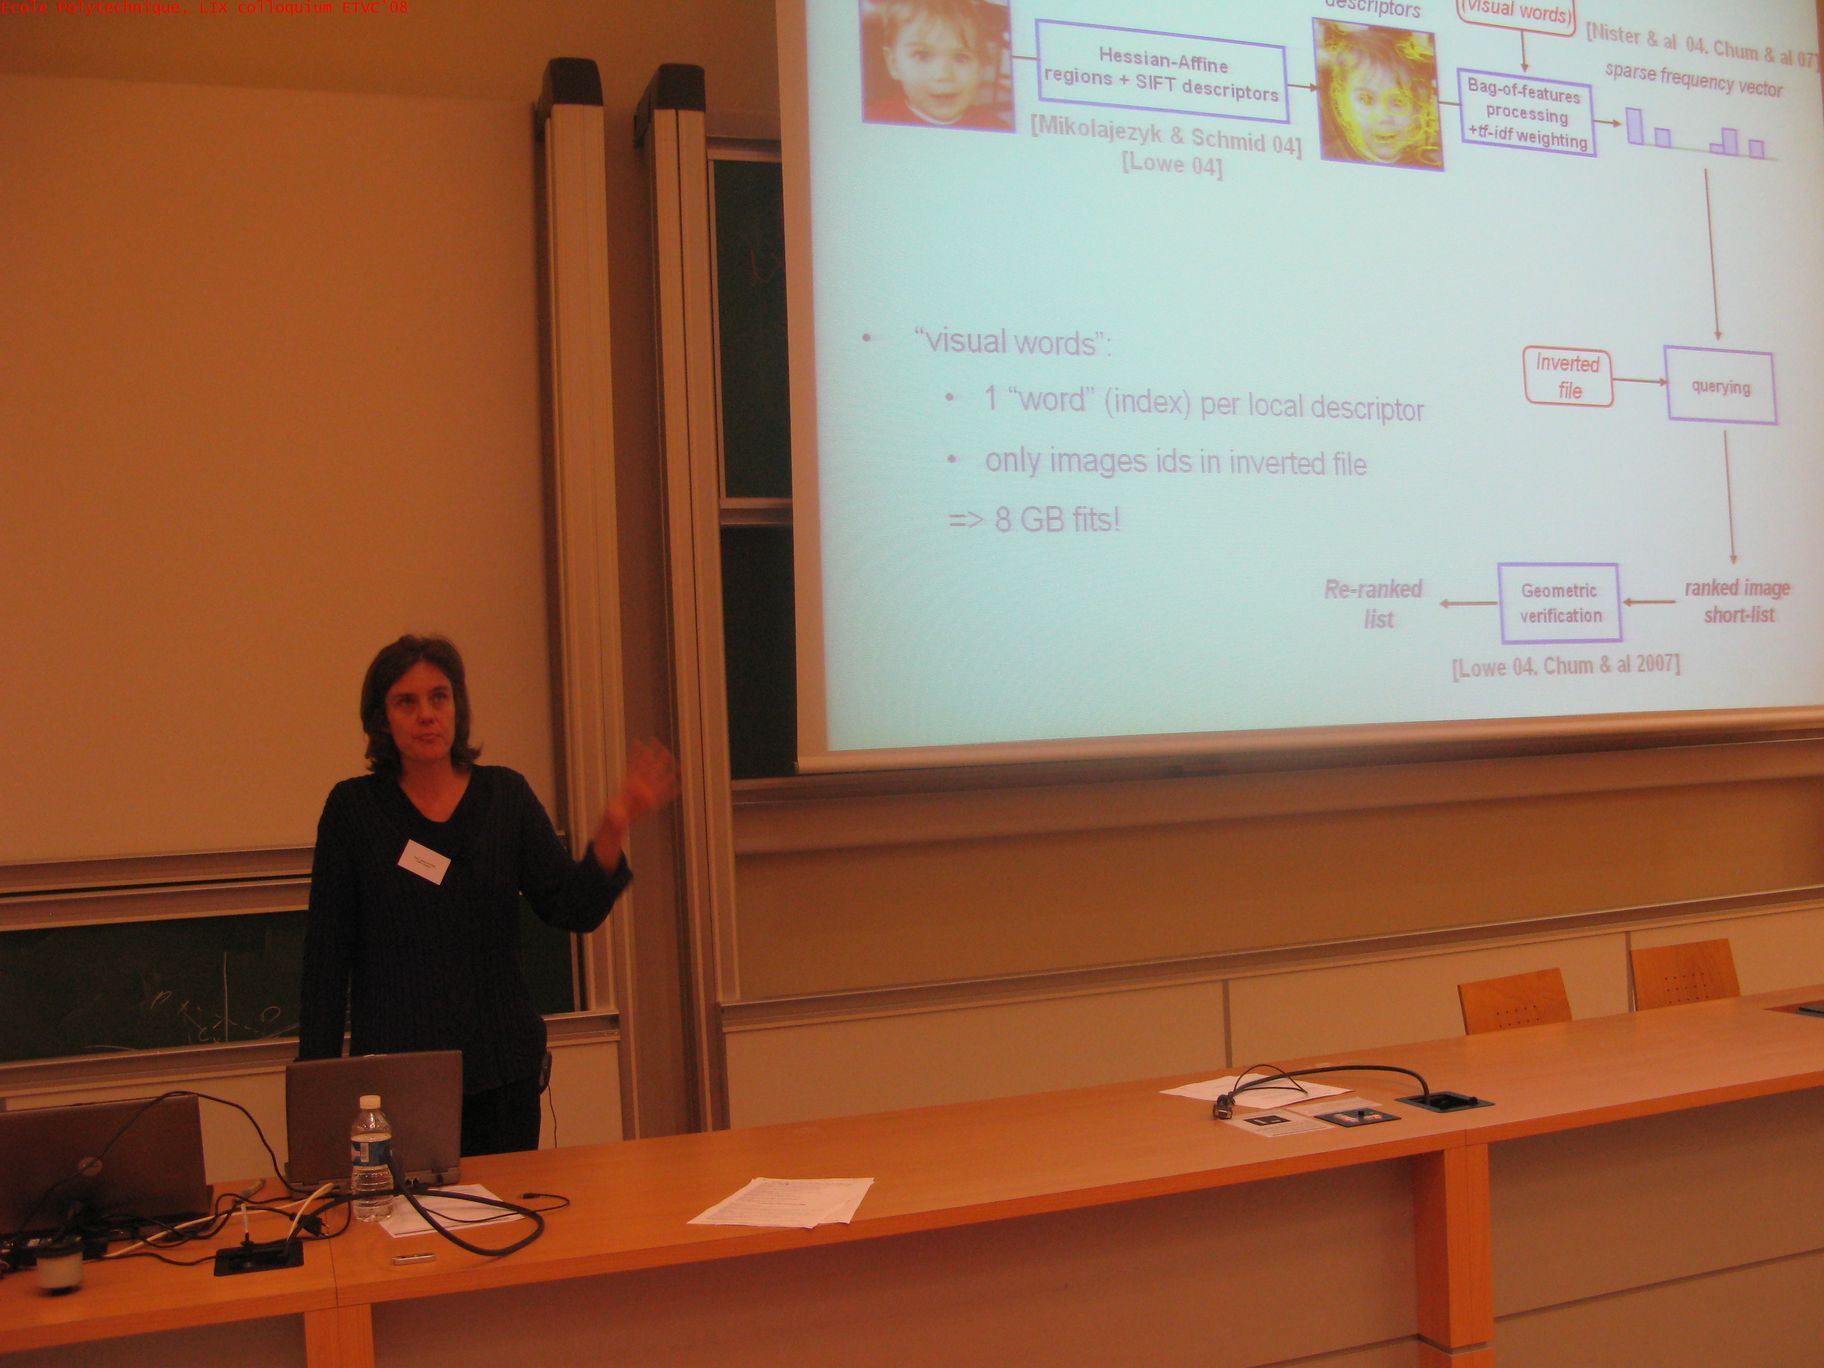 Ecole Polytechnique, LIX colloquium ETVC'08
descriptors
(visual words)
[Nister & al 04, Chum & al 07]
sparse frequency vector
Hessian-Affine
regions + SIFT descriptors
Bag-of-features
processing
+tf-idf weighting
[Mikolajezyk & Schmid 04]
[Lowe 04]
• “visual words”:
• 1 “word” (index) per local descriptor
• only images ids in inverted file
=> 8 GB fits!
Inverted
file
querying
Re-ranked
list
Geometric
verification
ranked image
short-list
[Lowe 04, Chum & al 2007]